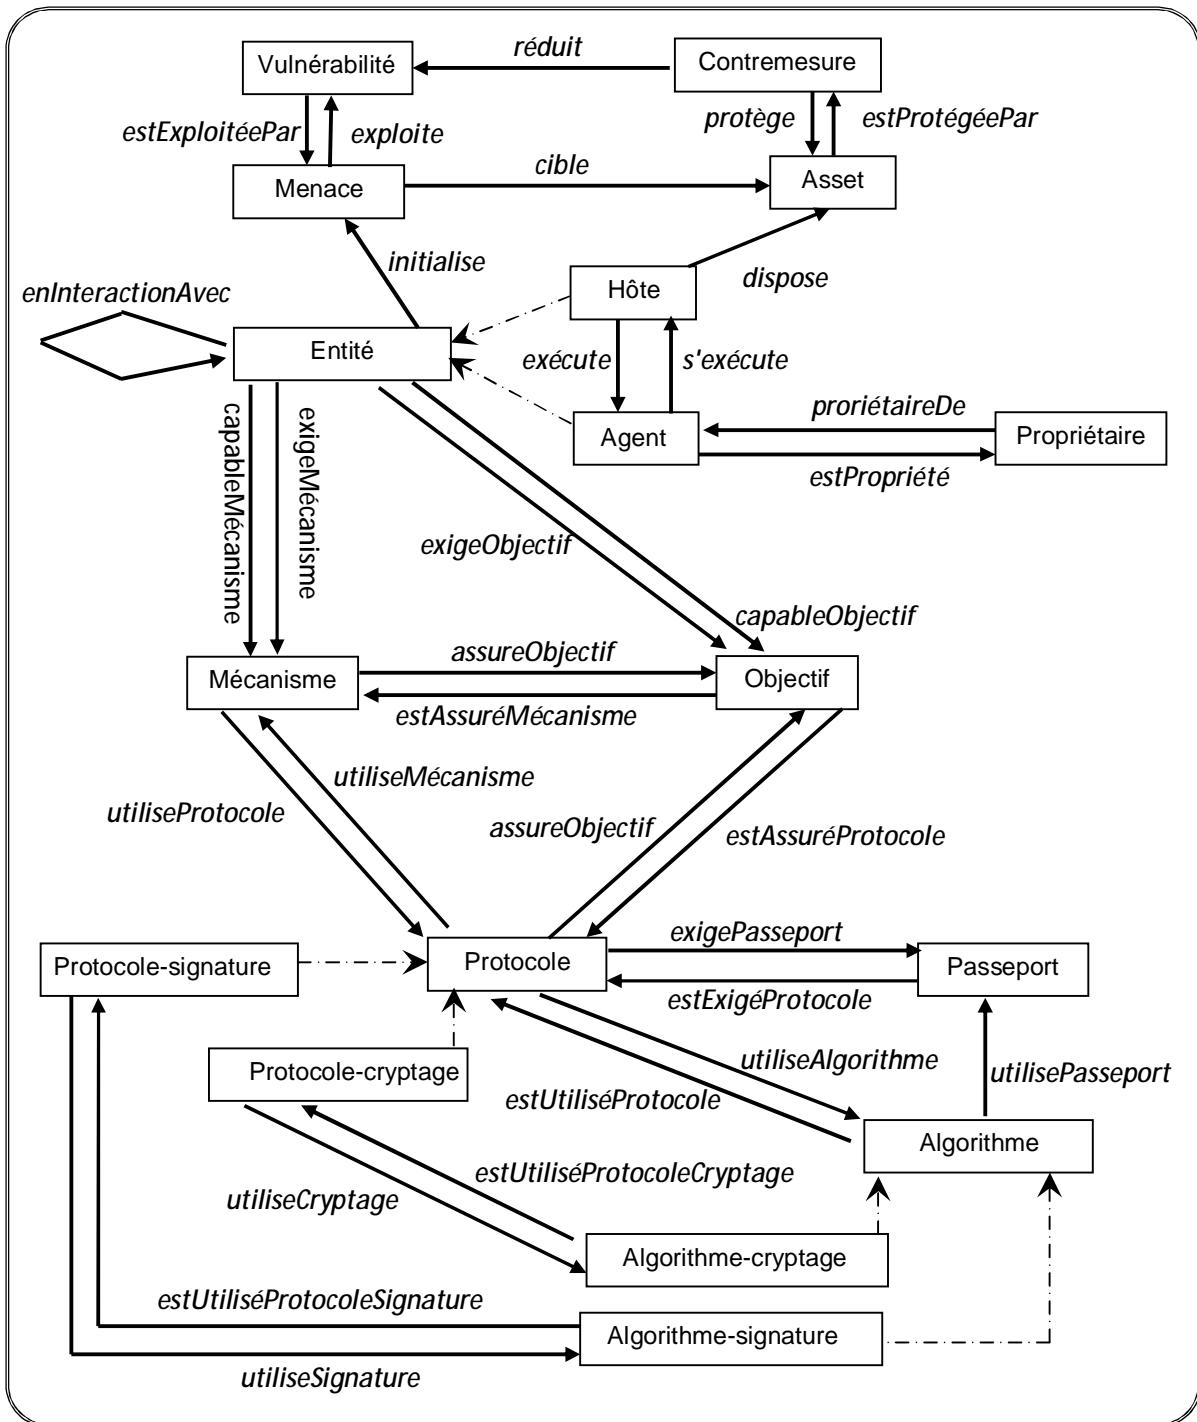 réduit
Vulnérabilité
Contremesure
estExploitéePar
exploite
protège
estProtégéePar
cible
Menace
Asset
initialise
dispose
enInteractionAvec
Hôte
Entité
exécute
s'exécute
proriétaireDe
Agent
Propriétaire
estPropriété
capableMécanisme
exigeMécanisme
exigeObjectif
capableObjectif
assureObjectif
Mécanisme
Objectif
estAssuréMécanisme
utiliseMécanisme
utiliseProtocole
assureObjectif
estAssuréProtocole
exigePasseport
Protocole-signature
Protocole
Passeport
estExigéProtocole
utiliseAlgorithme
Protocole-cryptage
utilisePasseport
estUtiliséProtocole
Algorithme
estUtiliséProtocoleCryptage
utiliseCryptage
Algorithme-cryptage
estUtiliséProtocoleSignature
Algorithme-signature
utiliseSignature